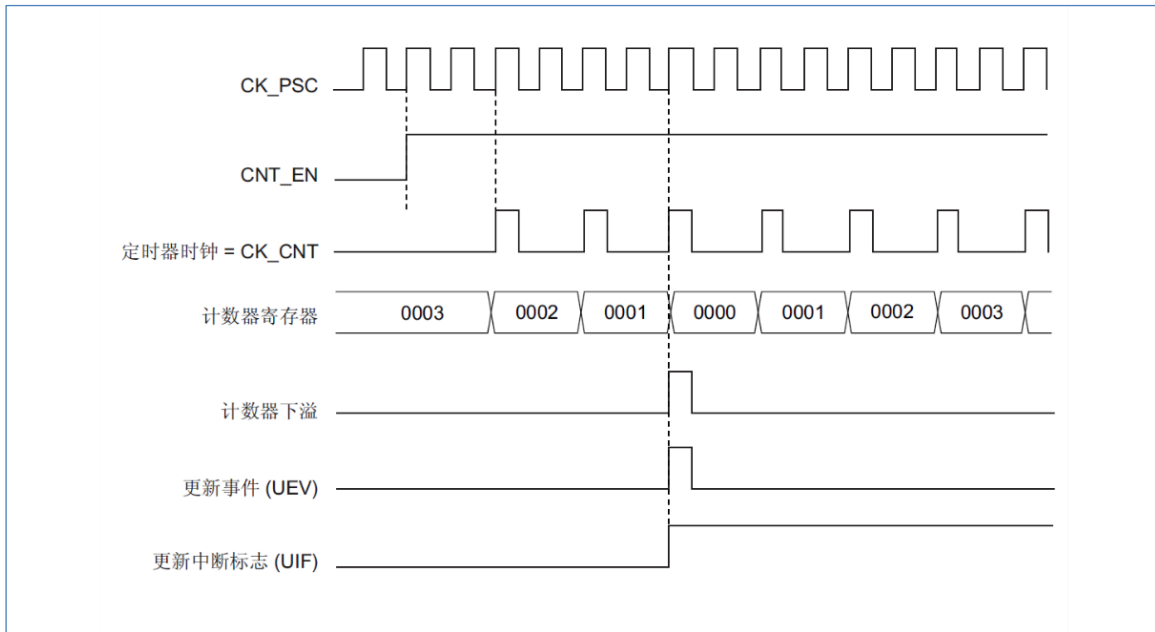 CK_PSC
CNT_EN
定时器时钟 = CK_CNT
计数器寄存器 0003 0002 0001 0000 0001 0002 0003
计数器下溢
更新事件 (UEV)
更新中断标志 (UIF)